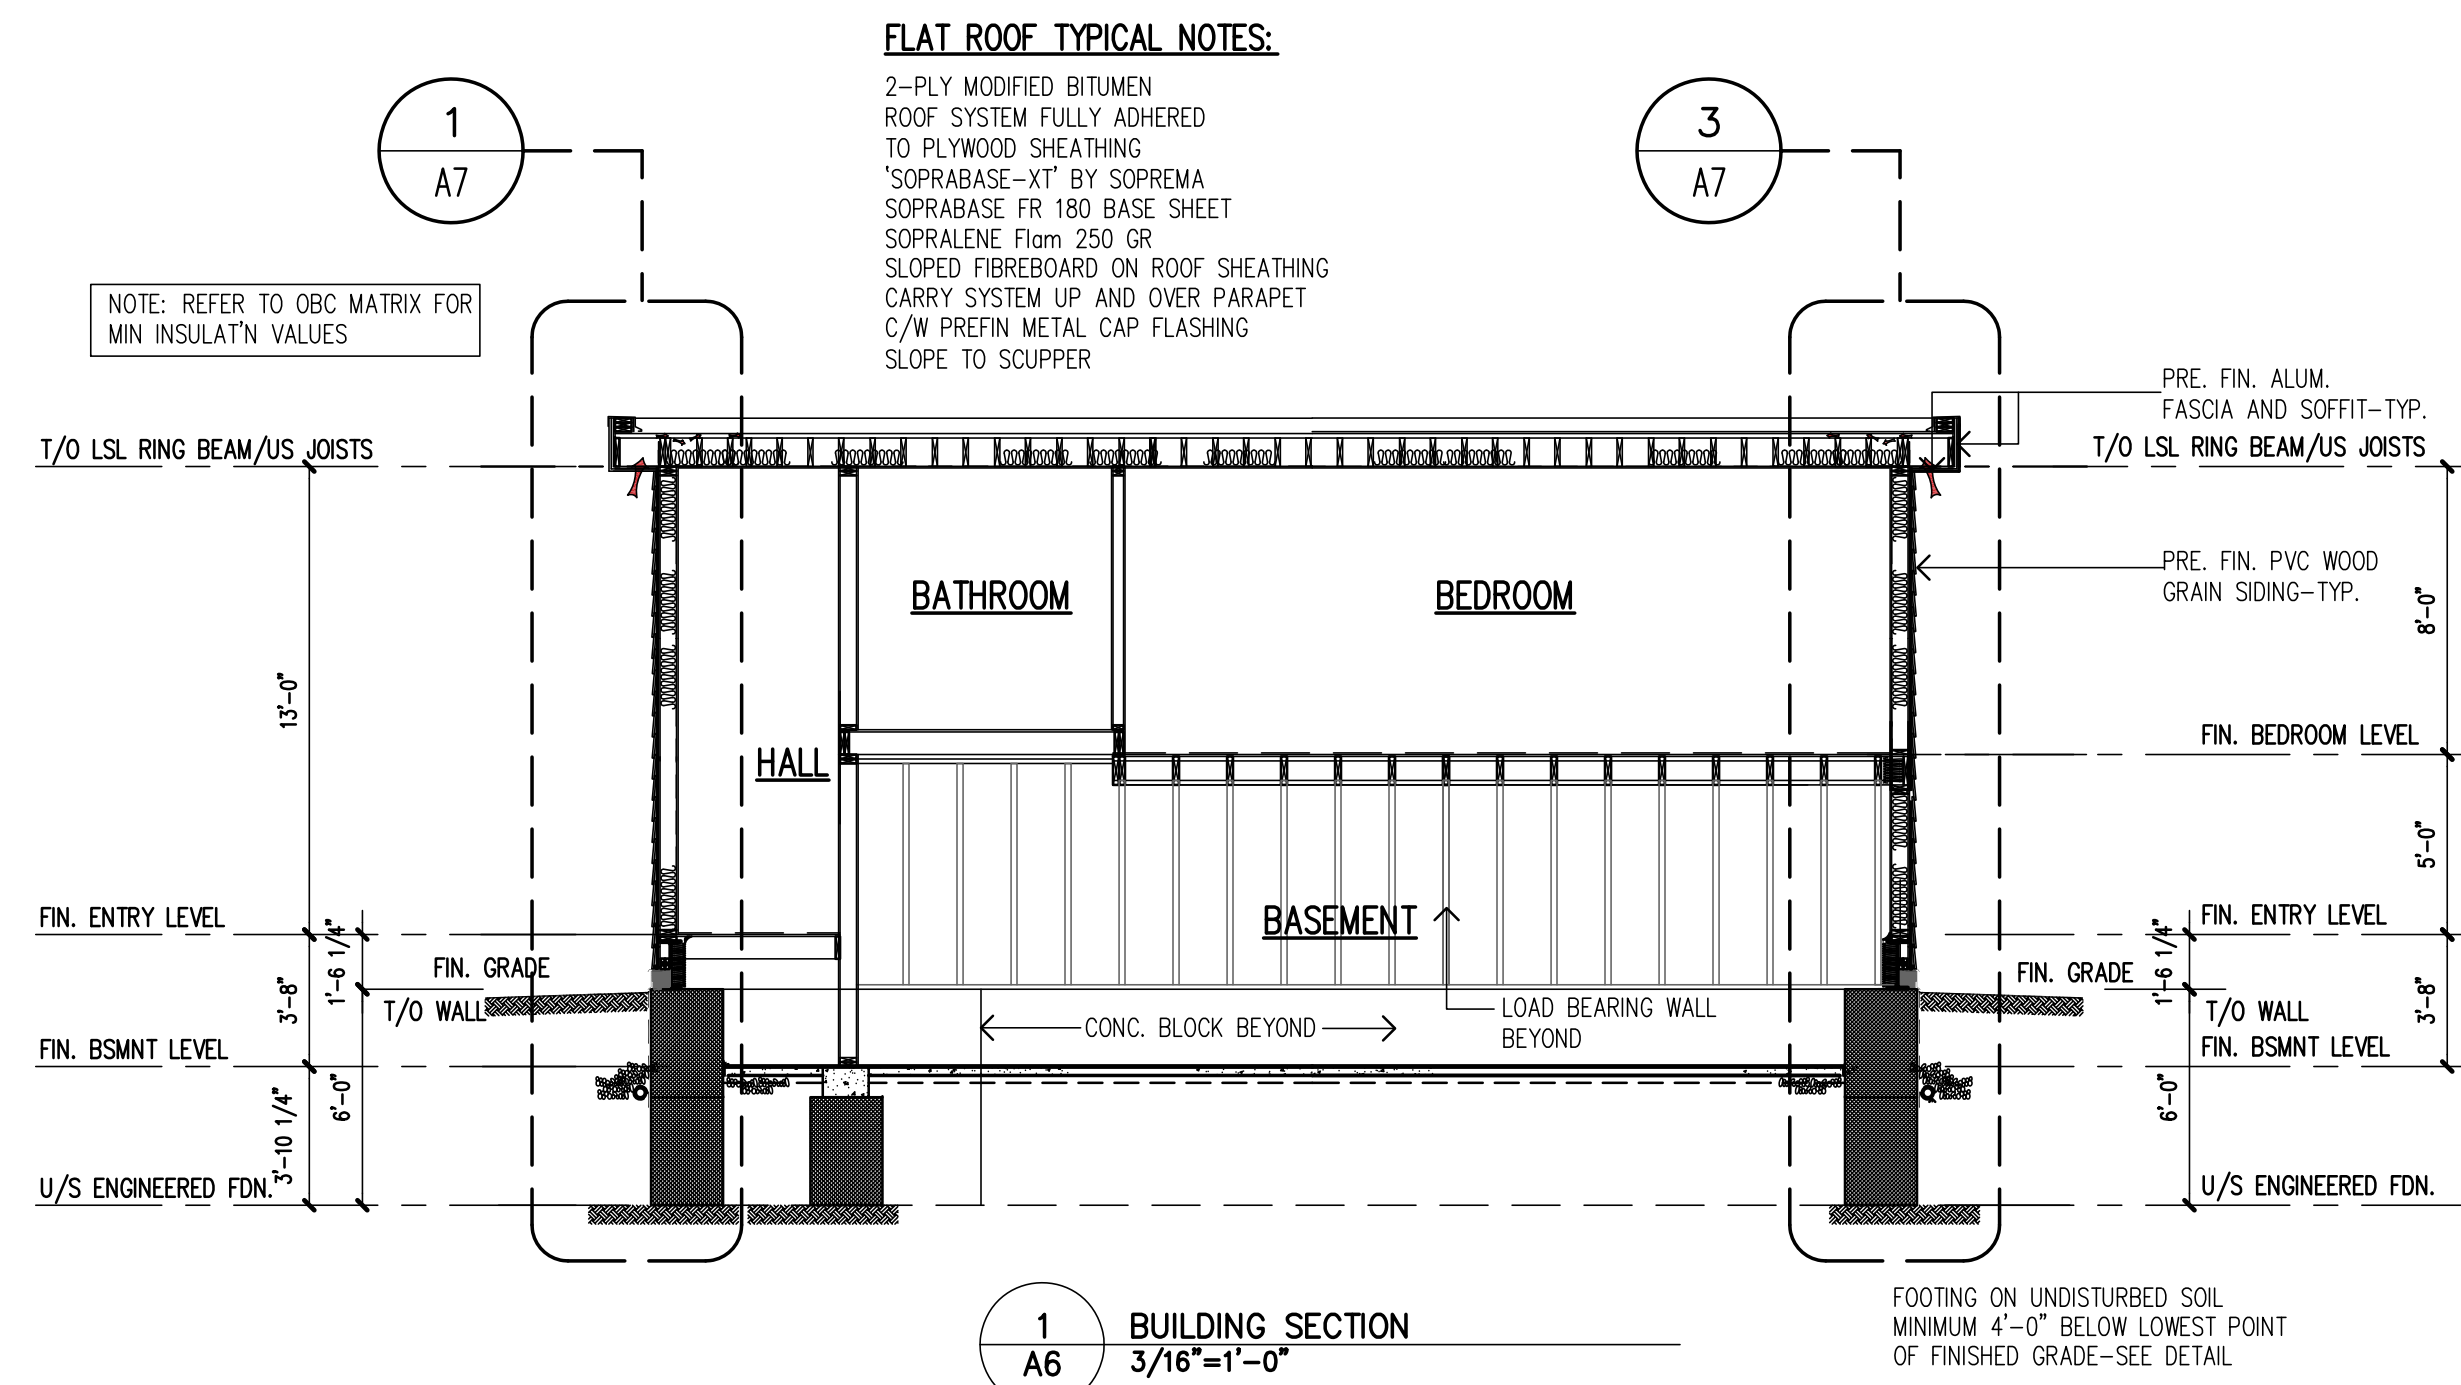 FLAT ROOF TYPICAL NOTES:
2-PLY MODIFIED BITUMEN
ROOF SYSTEM FULLY ADHERED
TO PLYWOOD SHEATHING
'SOPRABASE-XT' BY SOPREMA
SOPRABASE FR 180 BASE SHEET
SOPRALENE Flam 250 GR
SLOPED FIBREBOARD ON ROOF SHEATHING
CARRY SYSTEM UP AND OVER PARAPET
C/W PREFIN METAL CAP FLASHING
SLOPE TO SCUPPER
1
A7
3
A7
NOTE: REFER TO OBC MATRIX FOR
MIN INSULAT'N VALUES
PRE. FIN. ALUM.
FASCIA AND SOFFIT-TYP.
T/O LSL RING BEAM/US JOISTS
T/O LSL RING BEAM/US JOISTS
PRE. FIN. PVC WOOD
GRAIN SIDING-TYP.
BATHROOM
BEDROOM
8'-0"
13'-0"
HALL
FIN. BEDROOM LEVEL
5'-0"
BASEMENT
FIN. ENTRY LEVEL
FIN. ENTRY LEVEL
1'-6 1/4"
1'-6 1/4"
FIN. GRADE
FIN. GRADE
3'-8"
3'-8"
T/O WALL
T/O WALL
LOAD BEARING WALL
BEYOND
CONC. BLOCK BEYOND
FIN. BSMNT LEVEL
FIN. BSMNT LEVEL
3'-10 1/4"
6'-0"
6'-0"
U/S ENGINEERED FDN.
U/S ENGINEERED FDN.
1
A6
BUILDING SECTION
3/16"=1'-0"
FOOTING ON UNDISTURBED SOIL
MINIMUM 4'-0" BELOW LOWEST POINT
OF FINISHED GRADE-SEE DETAIL